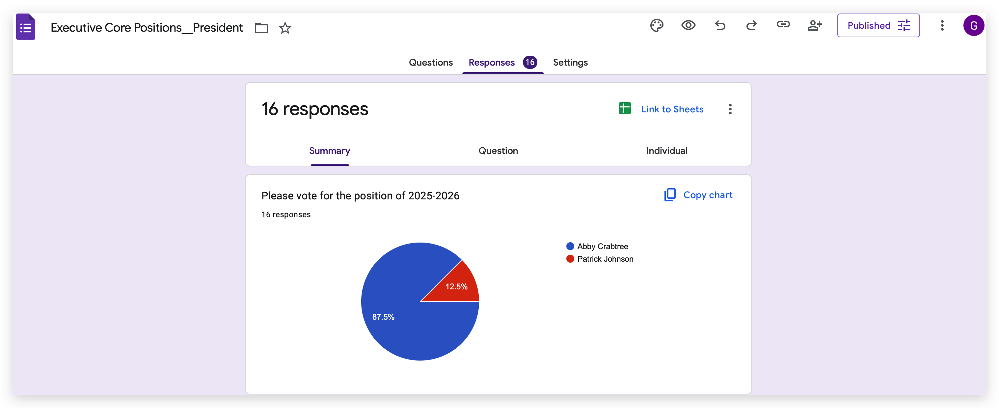 Executive Core Positions__President
Published
G
Questions
Responses 16
Settings
16 responses
Link to Sheets
Summary
Question
Individual
Please vote for the position of 2025-2026
Copy chart
16 responses
Abby Crabtree
Patrick Johnson
12.5%
87.5%